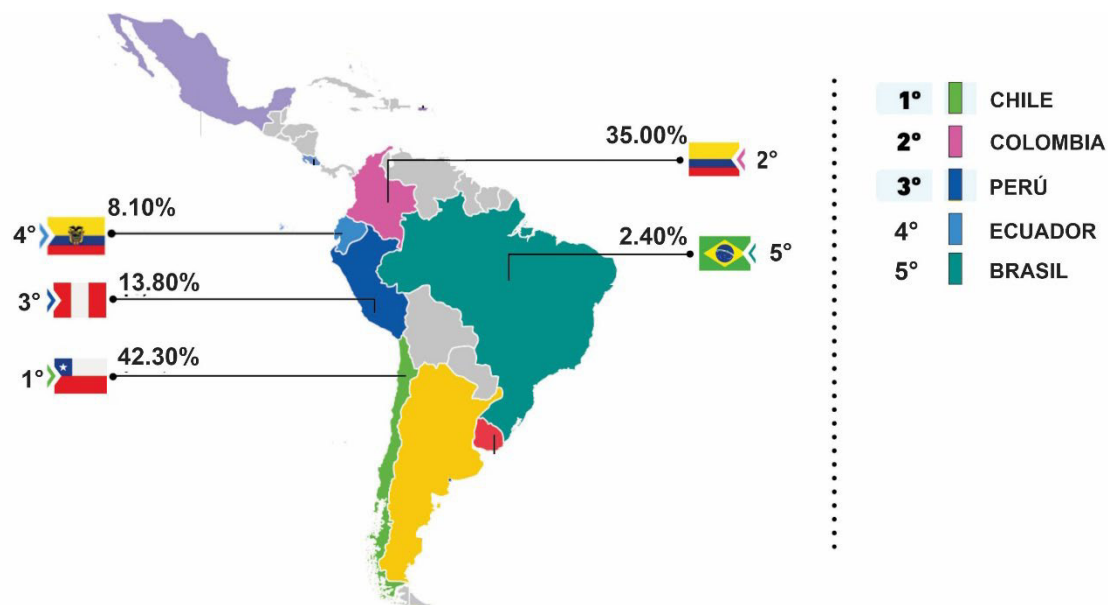 35.00%
2°
8.10%
4°
2.40%
5°
13.80%
3°
42.30%
1°
1° CHILE
2° COLOMBIA
3° PERÚ
4° ECUADOR
5° BRASIL